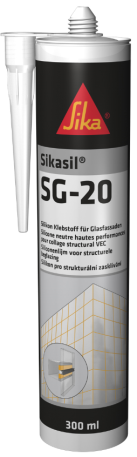 Sika
Sikasil®
SG-20
Silikon Klebstoff für Glasfassaden
Silicone neutre hautes performances
pour collage structural VEC
Siliconenlijm voor structurele
beglazing
Silikon pro strukturální zasklívání
300 ml